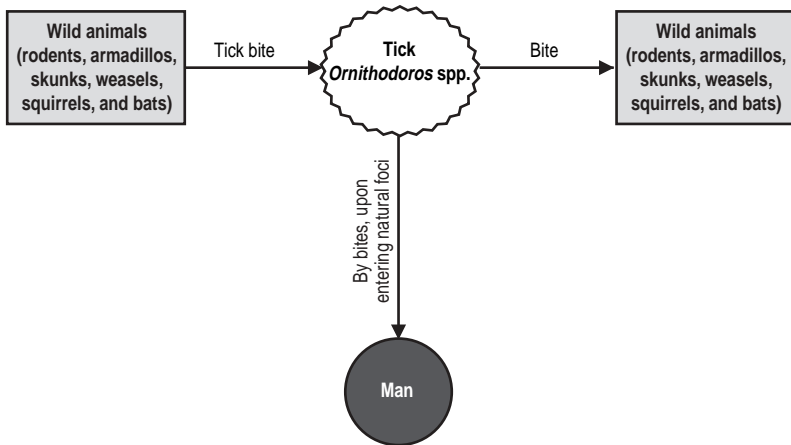 Wild animals
(rodents, armadillos,
skunks, weasels,
squirrels, and bats)
Tick bite
Tick
Ornithodoros spp.
Bite
Wild animals
(rodents, armadillos,
skunks, weasels,
squirrels, and bats)
By bites, upon
entering natural foci
Man